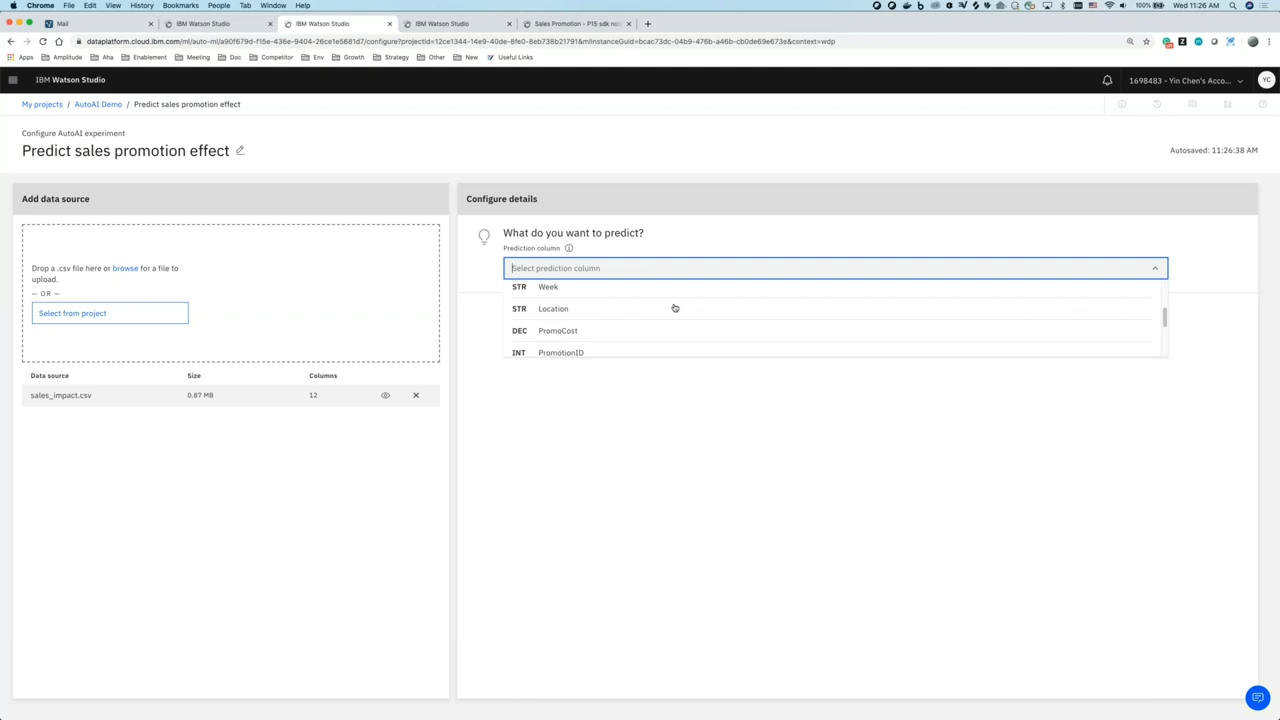 Chrome File Edit View History Bookmarks People Tab Window Help
100% Wed 11:26 AM
Mail IBM Watson Studio IBM Watson Studio IBM Watson Studio Sales Promotion - P15 sdk not
dataplatform.cloud.ibm.com/ml/auto-ml/a90f679d-f15e-436e-9404-26ce1e5681d7/configure?projectId=12ce1344-14e9-40de-8fe0-8eb738b21791&mlInstanceGuid=bcac73dc-04b9-476b-a46b-cb0de69e673e&context=wdp
Apps Amplitude Aha Enablement Meeting Doc Competitor Env Growth Strategy Other New Useful Links
IBM Watson Studio
1698483 - Yin Chen's Acco... YC
My projects / AutoAI Demo / Predict sales promotion effect
Configure AutoAI experiment
Predict sales promotion effect
Autosaved: 11:26:38 AM
Add data source
Drop a .csv file here or browse for a file to
upload.
— OR —
Select from project
Data source Size Columns
sales_impact.csv 0.87 MB 12
Configure details
What do you want to predict?
Prediction column
Select prediction column
STR Week
STR Location
DEC PromoCost
INT PromotionID